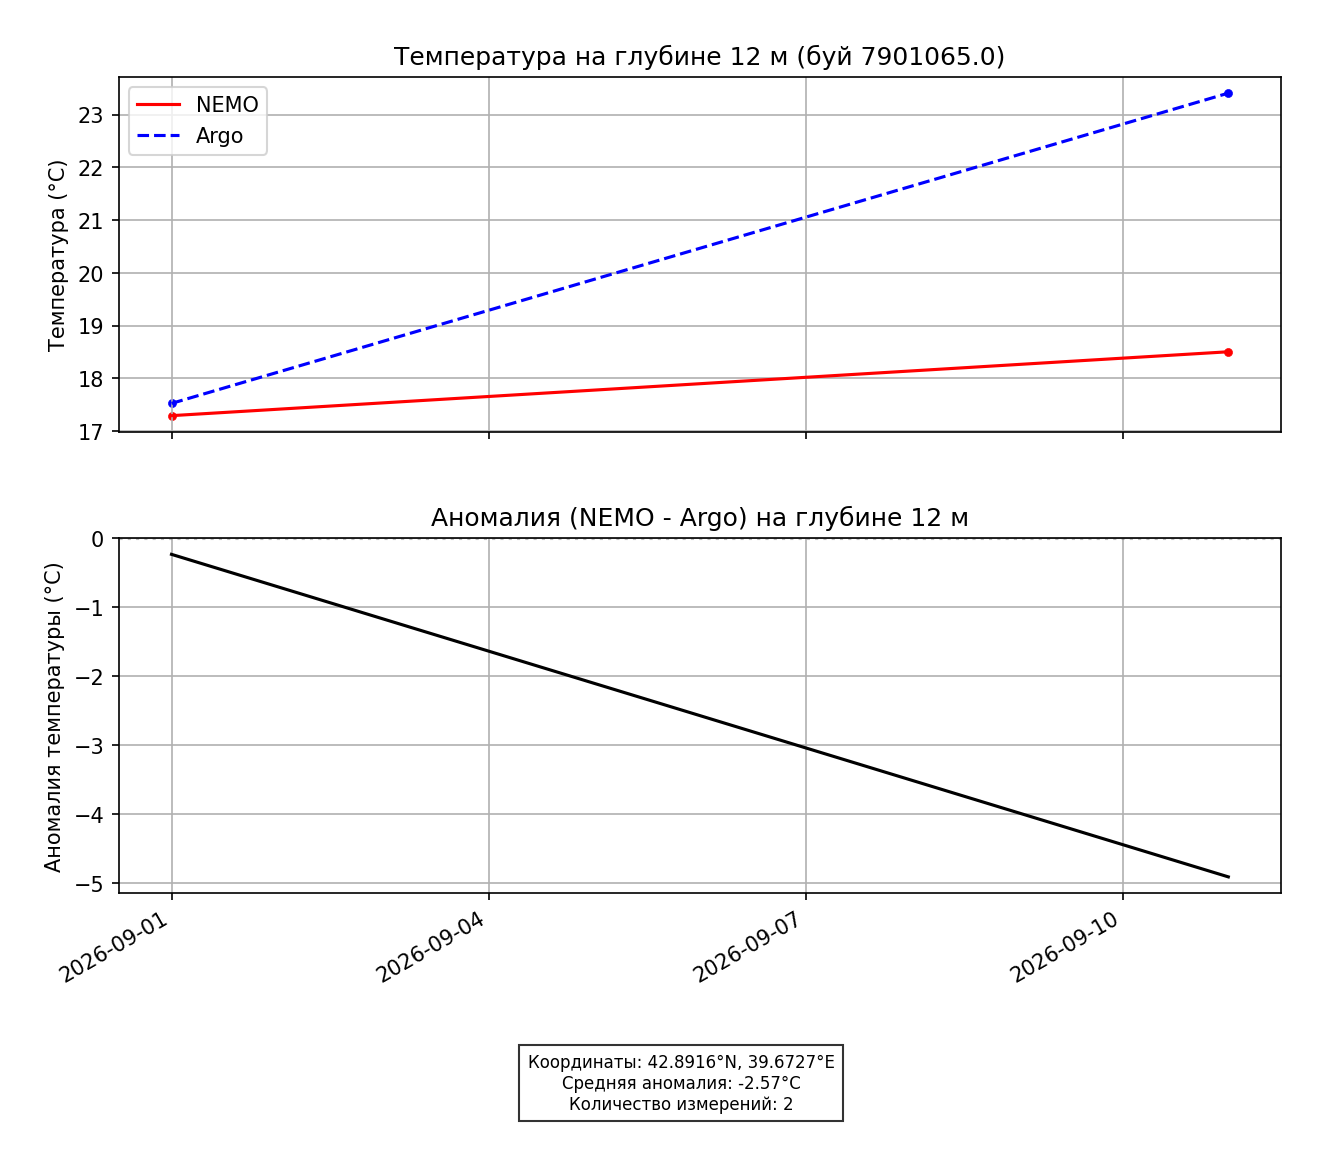 Температура на глубине 12 м (буй 7901065.0)
NEMO
Argo
Температура (°C)
23
22
21
20
19
18
17
Аномалия (NEMO - Argo) на глубине 12 м
Аномалия температуры (°C)
0
−1
−2
−3
−4
−5
2026-09-01
2026-09-04
2026-09-07
2026-09-10
Координаты: 42.8916°N, 39.6727°E
Средняя аномалия: -2.57°C
Количество измерений: 2